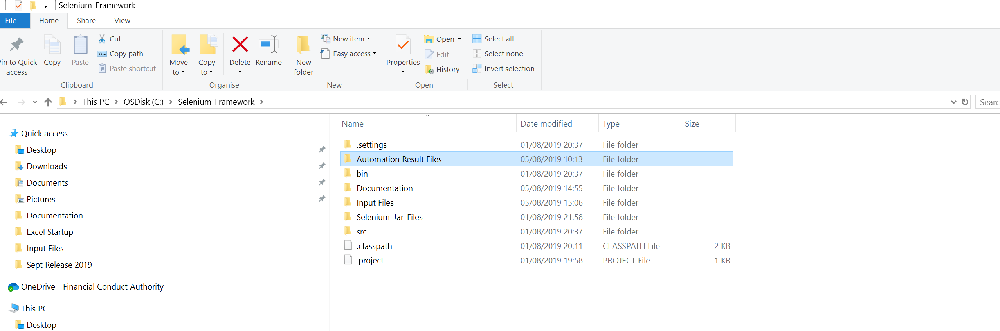 Selenium_Framework
File Home Share View
Pin to Quick access
Copy
Paste
Cut
Copy path
Paste shortcut
Clipboard
Move to
Copy to
Delete
Rename
Organise
New folder
New item
Easy access
New
Properties
Open
Edit
History
Open
Select all
Select none
Invert selection
Select
This PC > OSDisk (C:) > Selenium_Framework >
Searc
Quick access
Desktop
Downloads
Documents
Pictures
Documentation
Excel Startup
Input Files
Sept Release 2019
OneDrive - Financial Conduct Authority
This PC
Desktop
Name Date modified Type Size
.settings 01/08/2019 20:37 File folder
Automation Result Files 05/08/2019 10:13 File folder
bin 01/08/2019 20:37 File folder
Documentation 05/08/2019 14:55 File folder
Input Files 05/08/2019 15:06 File folder
Selenium_Jar_Files 01/08/2019 21:58 File folder
src 01/08/2019 20:37 File folder
.classpath 01/08/2019 20:11 CLASSPATH File 2 KB
.project 01/08/2019 19:58 PROJECT File 1 KB